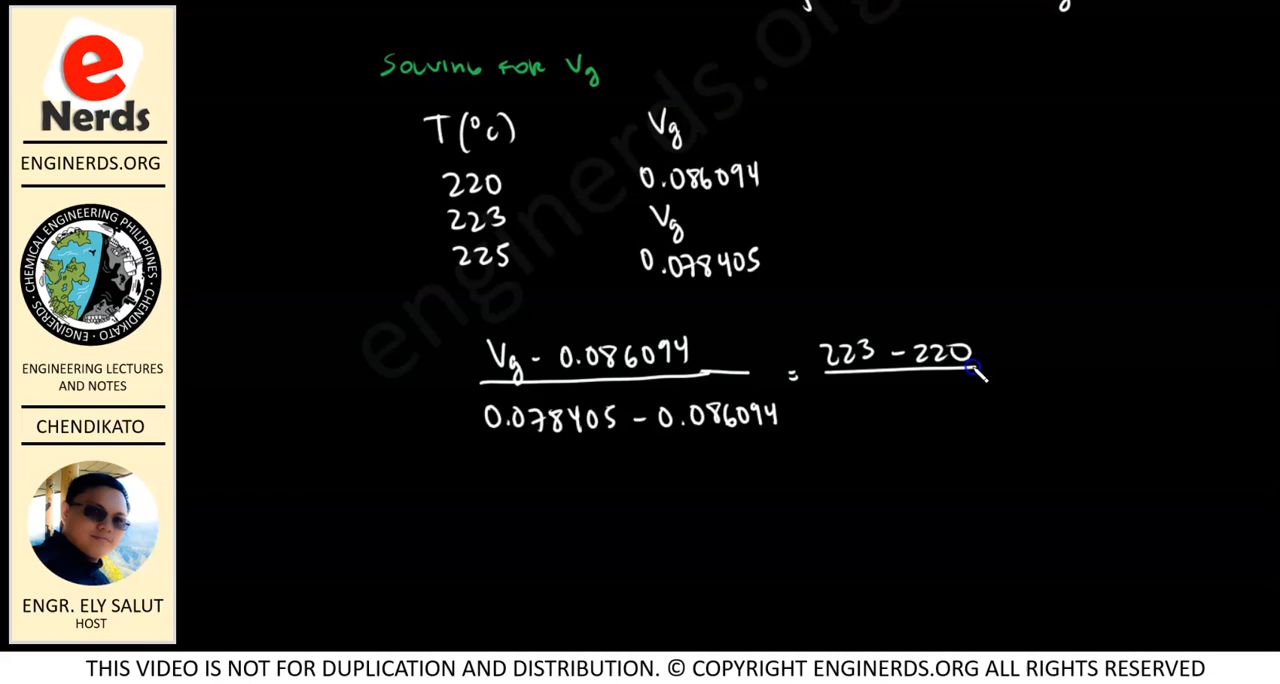 e
Nerds
ENGINERDS.ORG
CHEMICAL ENGINEERING PHILIPPINES
CHENDIKATO, ENGINERDS
ENGINEERING LECTURES
AND NOTES
CHENDIKATO
ENGR. ELY SALUT
HOST
enginerds.org
SOLVING FOR Vg
T(°C) Vg
220 0.086094
223 Vg
225 0.078405
Vg - 0.086094
0.078405 - 0.086094
=
223 - 220
THIS VIDEO IS NOT FOR DUPLICATION AND DISTRIBUTION. © COPYRIGHT ENGINERDS.ORG ALL RIGHTS RESERVED